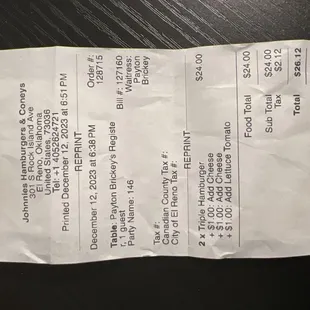 Johnnies Hamburgers & Coneys
301 S Rock Island Ave
El Reno, Oklahoma
United States, 73036
Tel: +1 4052624721
Printed December 12, 2023 at 6:51 PM
REPRINT
Order #:
128715
December 12, 2023 at 6:38 PM
Bill #: 127160
Table: Payton Brickey's Registe
r, 1 guest
Waitress:
Payton
Brickey
Party Name: 146
REPRINT
Tax #:
Canadian County Tax #:
City of El Reno Tax #:
2 x Triple Hamburger $24.00
+ $1.00: Add Cheese
+ $1.00: Add Cheese
+ $1.00: Add Lettuce Tomato
Food Total $24.00
Sub Total $24.00
Tax $2.12
Total $26.12